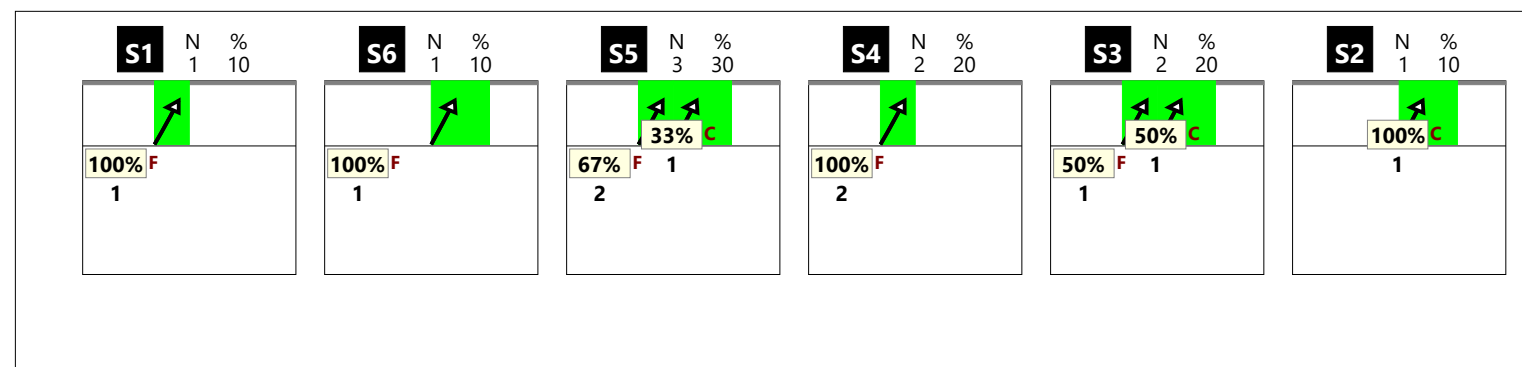 S1 N % 1 10
100% F
1
S6 N % 1 10
100% F
1
S5 N % 3 30
33% C
67% F 1
2
S4 N % 2 20
100% F
2
S3 N % 2 20
50% C
50% F 1
1
S2 N % 1 10
100% C
1